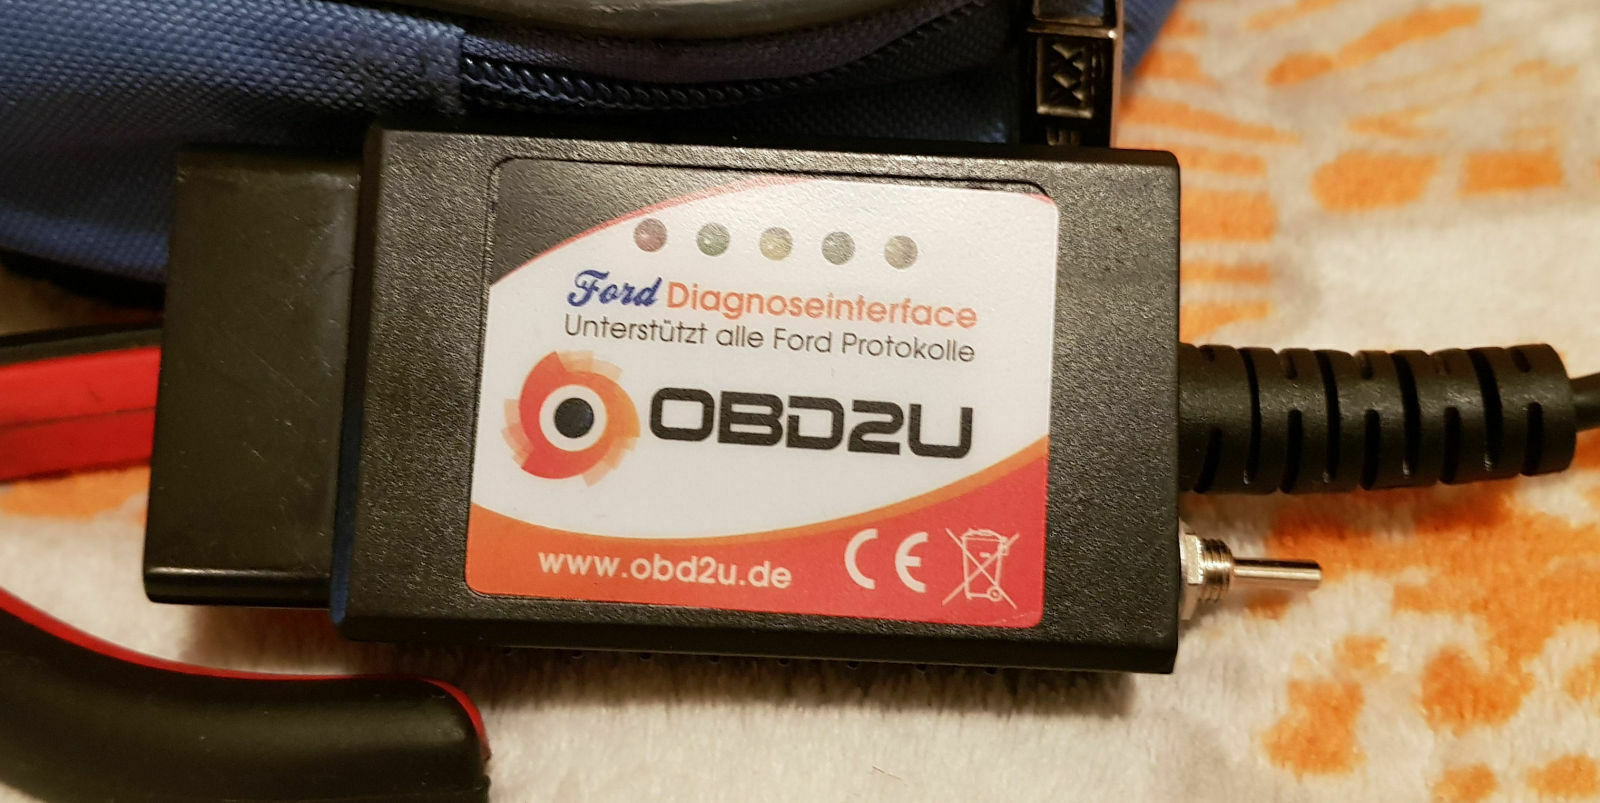 Ford Diagnoseinterface
Unterstützt alle Ford Protokolle
OBD2U
www.obd2u.de
CE